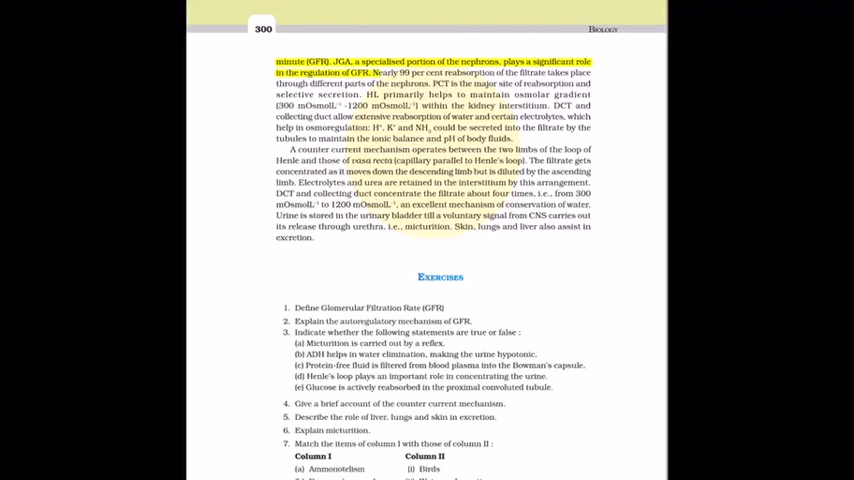 300
BIOLOGY
minute (GFR). JGA, a specialised portion of the nephrons, plays a significant role
in the regulation of GFR. Nearly 99 per cent reabsorption of the filtrate takes place
through different parts of the nephrons. PCT is the major site of reabsorption and
selective secretion. HL primarily helps to maintain osmolar gradient
(300 mOsmolL⁻¹ -1200 mOsmolL⁻¹) within the kidney interstitium. DCT and
collecting duct allow extensive reabsorption of water and certain electrolytes, which
help in osmoregulation: H⁺, K⁺ and NH₃ could be secreted into the filtrate by the
tubules to maintain the ionic balance and pH of body fluids.
A counter current mechanism operates between the two limbs of the loop of
Henle and those of vasa recta (capillary parallel to Henle's loop). The filtrate gets
concentrated as it moves down the descending limb but is diluted by the ascending
limb. Electrolytes and urea are retained in the interstitium by this arrangement.
DCT and collecting duct concentrate the filtrate about four times, i.e., from 300
mOsmolL⁻¹ to 1200 mOsmolL⁻¹, an excellent mechanism of conservation of water.
Urine is stored in the urinary bladder till a voluntary signal from CNS carries out
its release through urethra, i.e., micturition. Skin, lungs and liver also assist in
excretion.
EXERCISES
1. Define Glomerular Filtration Rate (GFR)
2. Explain the autoregulatory mechanism of GFR.
3. Indicate whether the following statements are true or false :
(a) Micturition is carried out by a reflex.
(b) ADH helps in water elimination, making the urine hypotonic.
(c) Protein-free fluid is filtered from blood plasma into the Bowman's capsule.
(d) Henle's loop plays an important role in concentrating the urine.
(e) Glucose is actively reabsorbed in the proximal convoluted tubule.
4. Give a brief account of the counter current mechanism.
5. Describe the role of liver, lungs and skin in excretion.
6. Explain micturition.
7. Match the items of column I with those of column II :
Column I Column II
(a) Ammonotelism (i) Birds